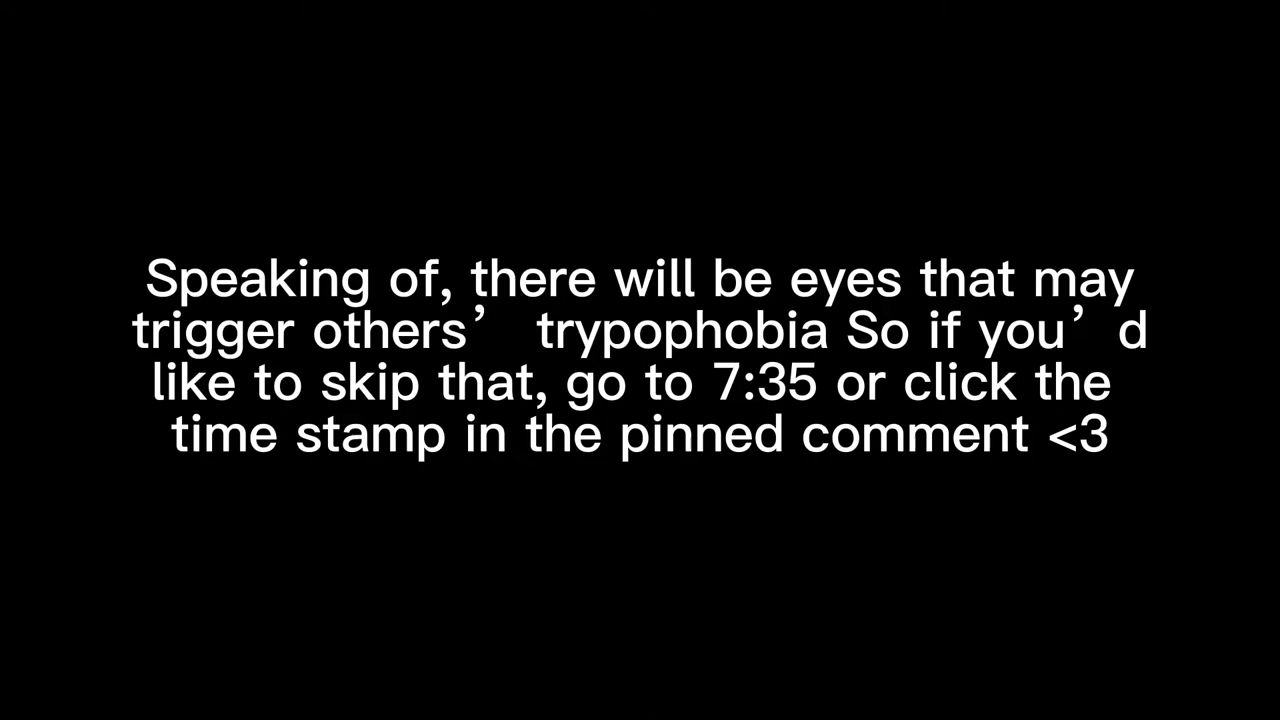 Speaking of, there will be eyes that may
trigger others’ trypophobia So if you’d
like to skip that, go to 7:35 or click the
time stamp in the pinned comment <3